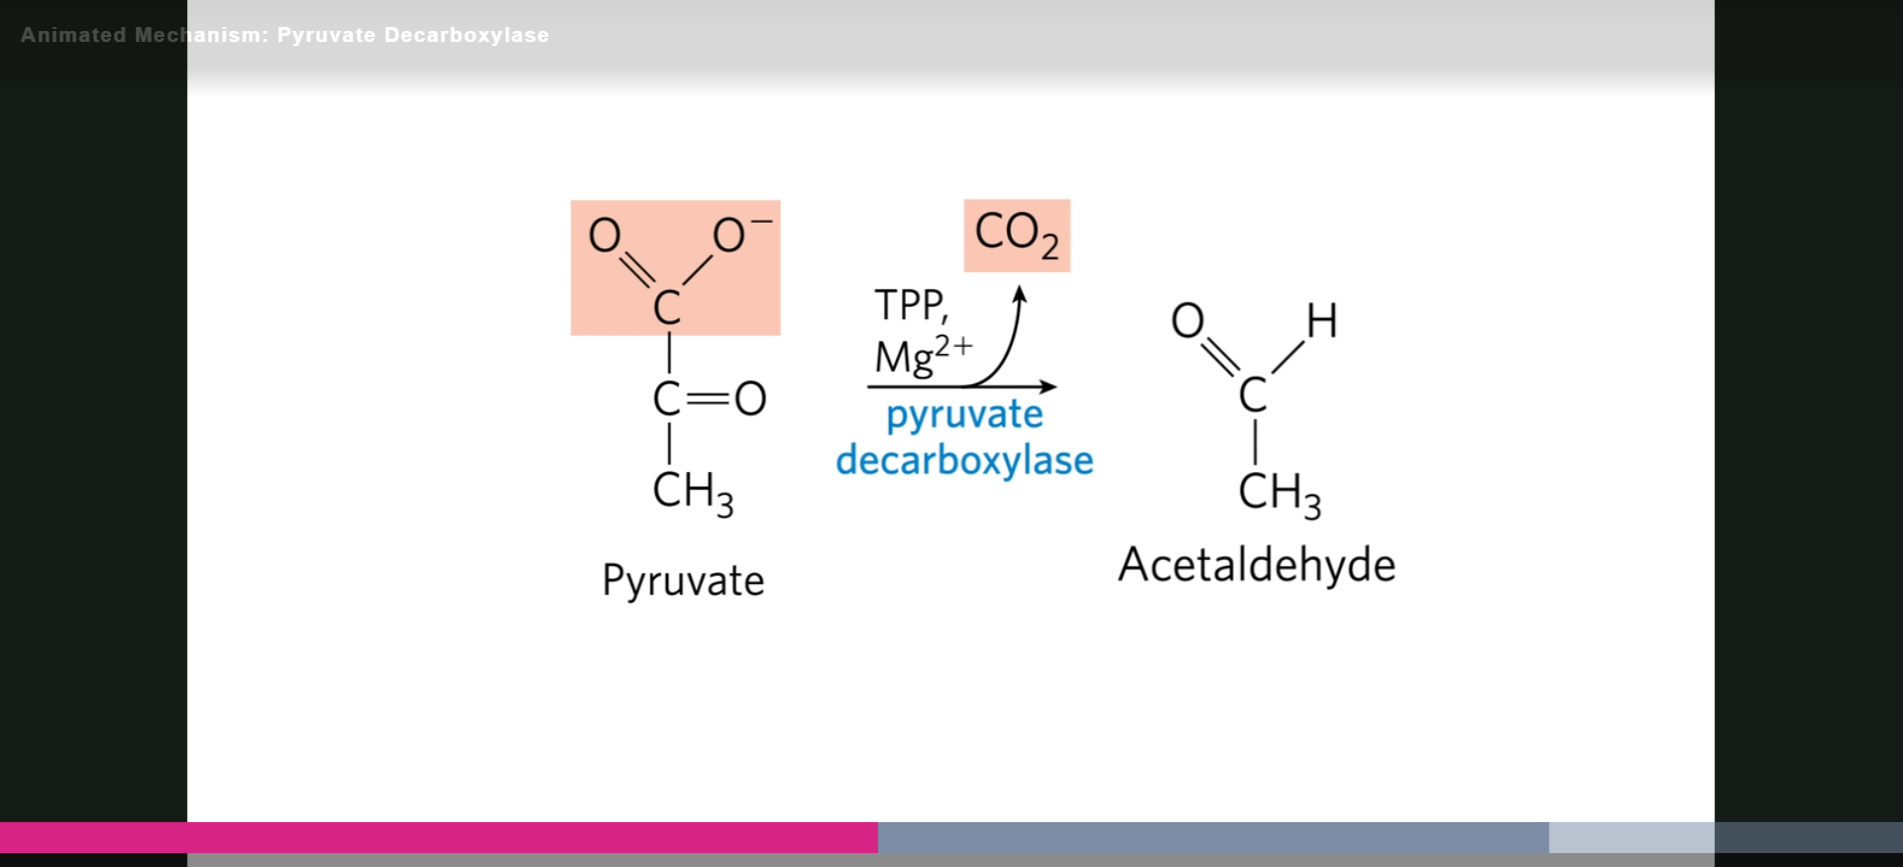 Animated Mechanism: Pyruvate Decarboxylase
O O⁻
C
C=O
CH₃
Pyruvate
CO₂
TPP,
Mg²⁺
pyruvate
decarboxylase
O H
C
CH₃
Acetaldehyde